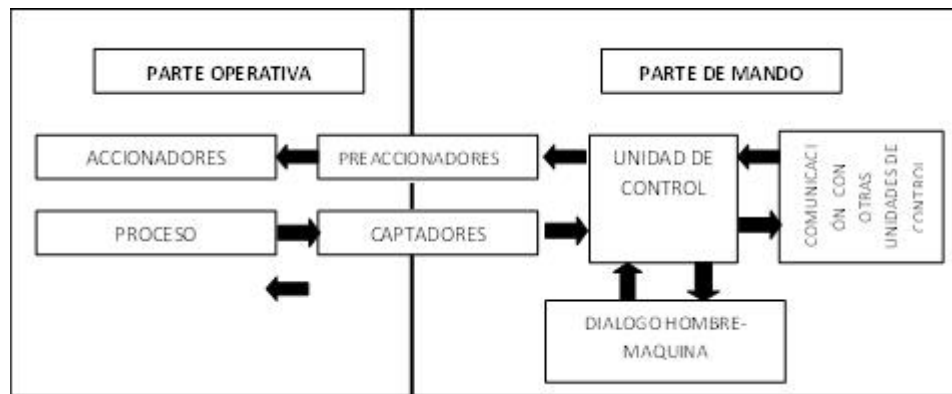 PARTE OPERATIVA
PARTE DE MANDO
ACCIONADORES
PREACCIONADORES
UNIDAD DE
CONTROL
COMUNICACI
ÓN CON
OTRAS
UNIDADES DE
CONTROL
PROCESO
CAPTADORES
DIALOGO HOMBRE-
MAQUINA